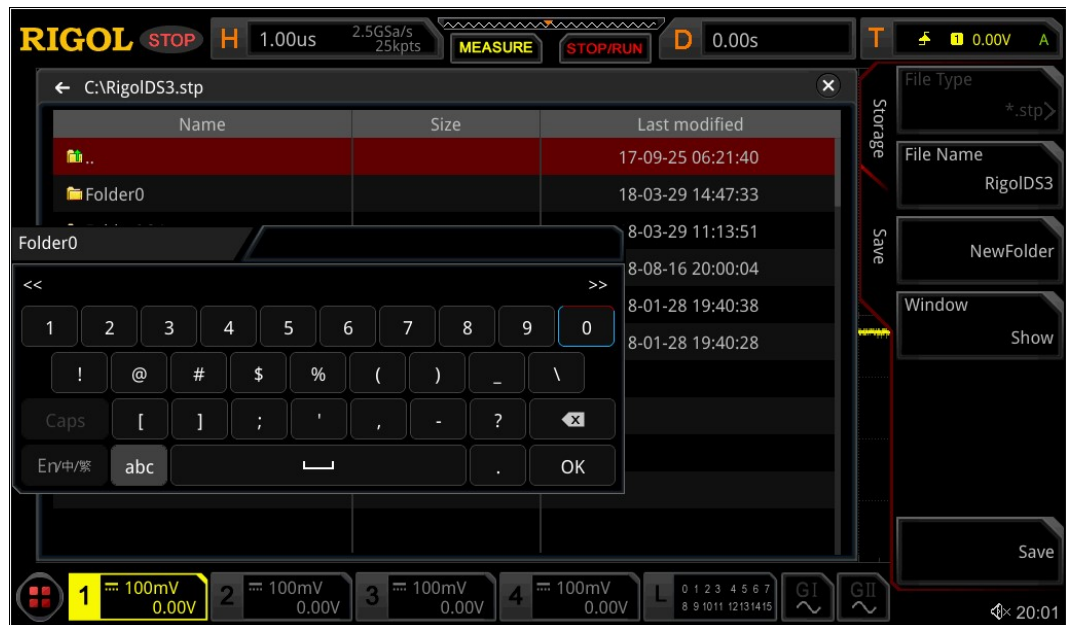 RIGOL STOP H 1.00us 2.5GSa/s 25kpts MEASURE STOP/RUN D 0.00s T 1 0.00V A
← C:\RigolDS3.stp
Name Size Last modified
.. 17-09-25 06:21:40
Folder0 18-03-29 14:47:33
8-03-29 11:13:51
8-08-16 20:00:04
8-01-28 19:40:38
8-01-28 19:40:28
Folder0
<< >>
1 2 3 4 5 6 7 8 9 0
! @ # $ % ( ) _ \
Caps [ ] ; ' , - ?
En/中/繁 abc . OK
Storage
Save
File Type
*.stp>
File Name
RigolDS3
NewFolder
Window
Show
Save
1 100mV 0.00V 2 100mV 0.00V 3 100mV 0.00V 4 100mV 0.00V L 0 1 2 3 4 5 6 7 GI GII
8 9 10 11 12 13 14 15
20:01